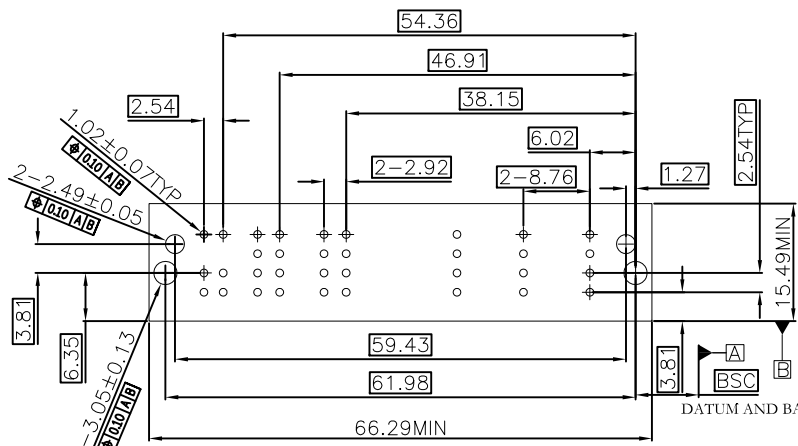 54.36
46.91
38.15
2.54
6.02
1.02±0.07TYP
⌖ 0.10 A B
2-2.92
2-8.76
1.27
2.54TYP
2-2.49±0.05
⌖ 0.10 A B
15.49MIN
3.81
6.35
59.43
3.81
A
B
61.98
BSC
-3.05±0.13
⌖ 0.10 A B
DATUM AND
66.29MIN